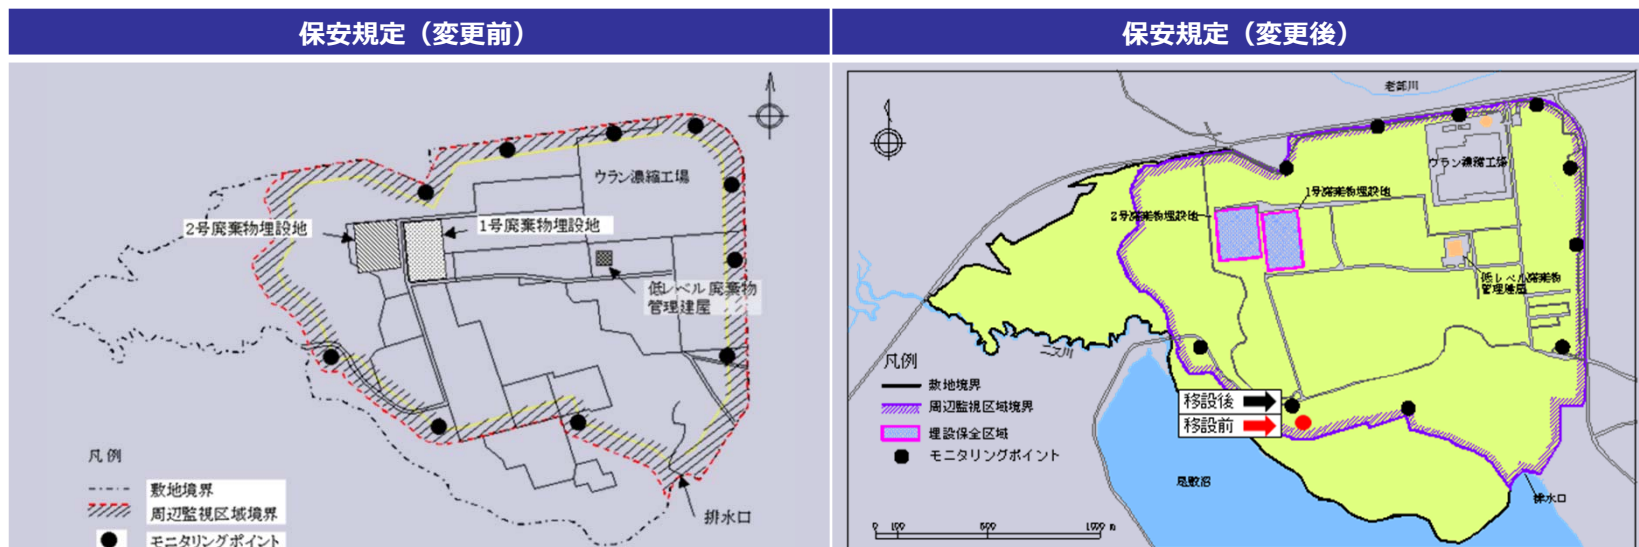 保安規定（変更前）
ウラン濃縮工場
2号廃棄物埋設地
1号廃棄物埋設地
低レベル廃棄物
管理建屋
排水口
凡例
敷地境界
周辺監視区域境界
モニタリングポイント
保安規定（変更後）
老部川
ウラン濃縮工場
1号廃棄物埋設地
2号廃棄物埋設地
低レベル廃棄物
管理建屋
二又川
凡例
敷地境界
周辺監視区域境界
埋設保全区域
モニタリングポイント
移設後
移設前
尾駮沼
排水口
0 100 500 1000 m